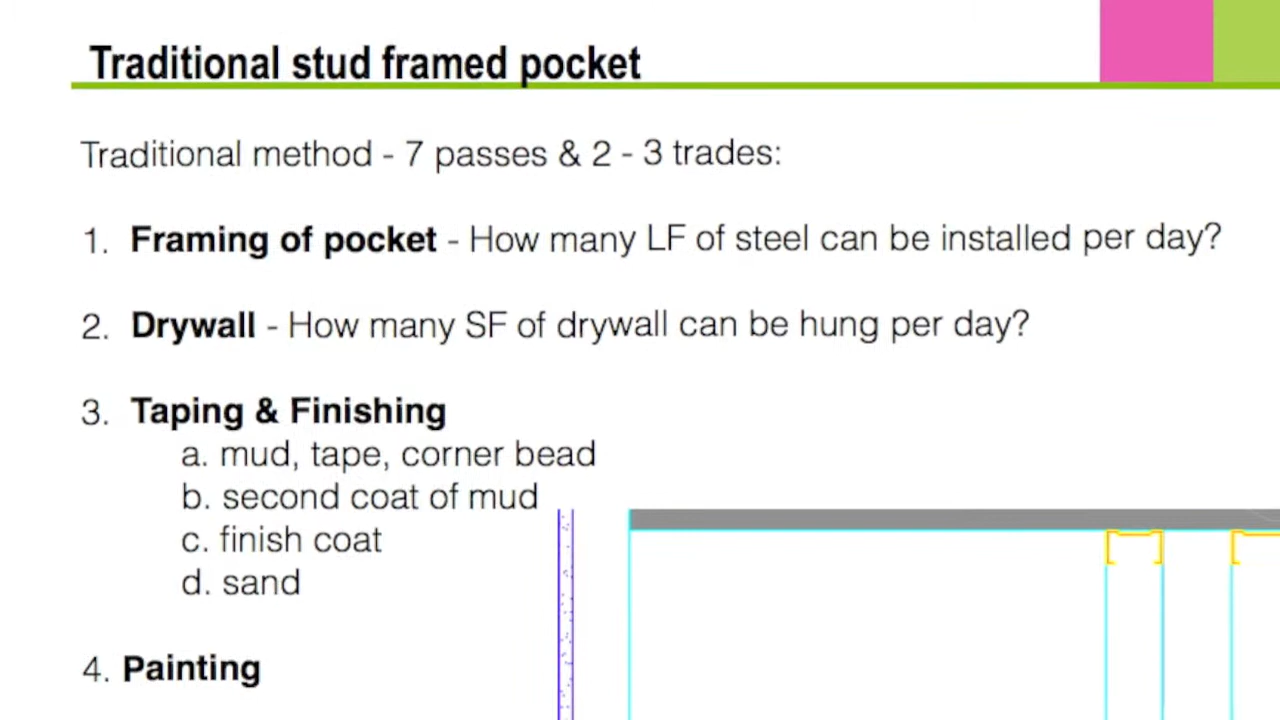 Traditional stud framed pocket
Traditional method - 7 passes & 2 - 3 trades:
1. Framing of pocket - How many LF of steel can be installed per day?
2. Drywall - How many SF of drywall can be hung per day?
3. Taping & Finishing
a. mud, tape, corner bead
b. second coat of mud
c. finish coat
d. sand
4. Painting